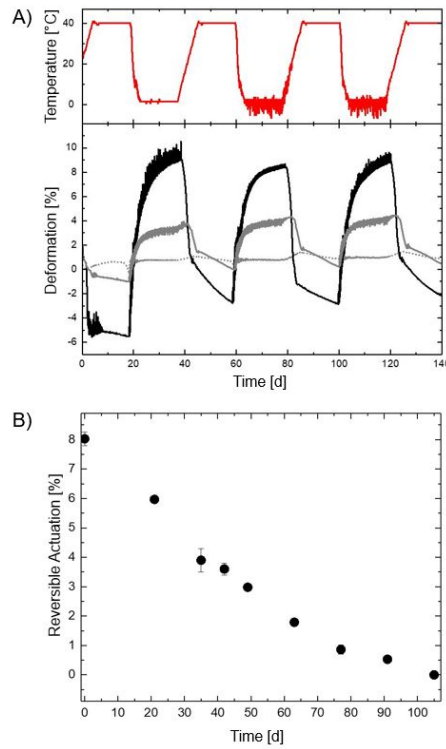 A)
Temperature [°C]
40
20
0
Deformation [%]
10
8
6
4
2
0
-2
-4
-6
0 20 40 60 80 100 120 140
Time [d]
B)
Reversible Actuation [%]
8
7
6
5
4
3
2
1
0
0 10 20 30 40 50 60 70 80 90 100
Time [d]